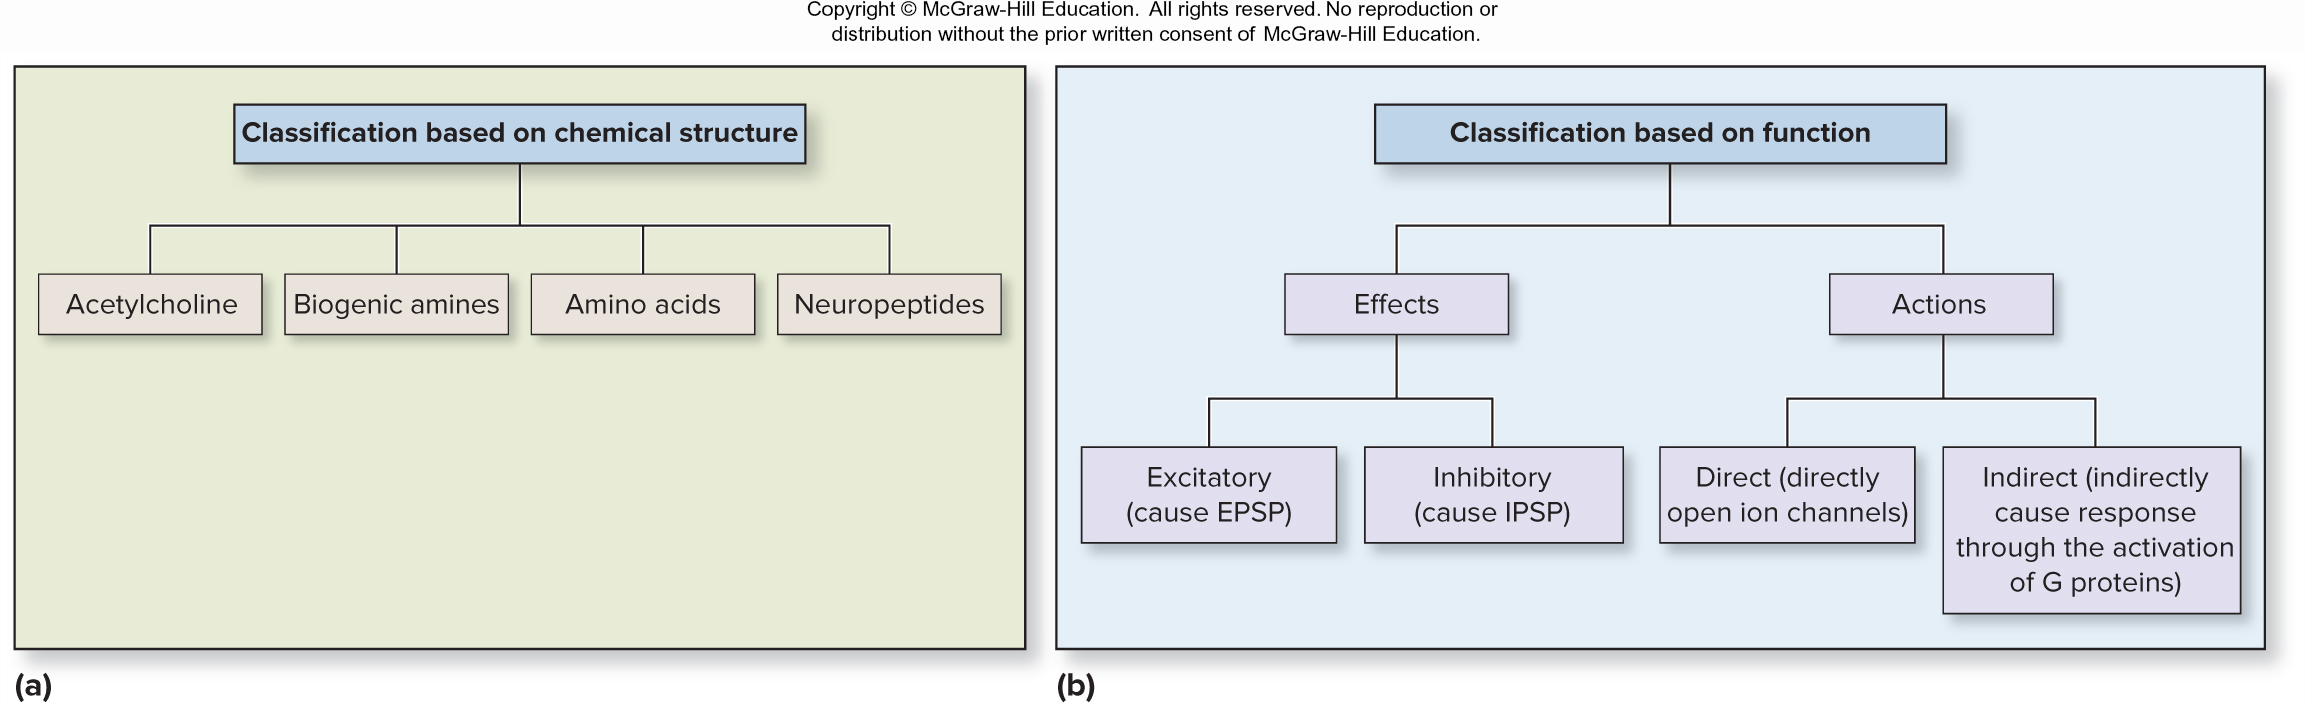 Copyright © McGraw-Hill Education. All rights reserved. No reproduction or
distribution without the prior written consent of McGraw-Hill Education.
Classification based on chemical structure
Acetylcholine
Biogenic amines
Amino acids
Neuropeptides
(a)
Classification based on function
Effects
Actions
Excitatory
(cause EPSP)
Inhibitory
(cause IPSP)
Direct (directly
open ion channels)
Indirect (indirectly
cause response
through the activation
of G proteins)
(b)